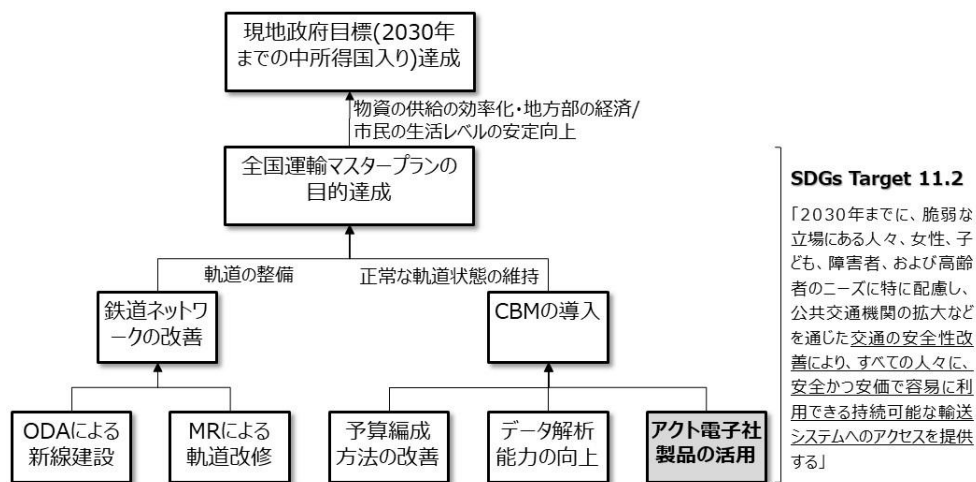 現地政府目標(2030年
までの中所得国入り)達成
物資の供給の効率化・地方部の経済/
市民の生活レベルの安定向上
全国運輸マスタープランの
目的達成
軌道の整備
正常な軌道状態の維持
鉄道ネットワ
ークの改善
CBMの導入
ODAによる
新線建設
MRによる
軌道改修
予算編成
方法の改善
データ解析
能力の向上
アクト電子社
製品の活用
SDGs Target 11.2
「2030年までに、脆弱な
立場にある人々、女性、子
ども、障害者、および高齢
者のニーズに特に配慮し、
公共交通機関の拡大など
を通じた交通の安全性改
善により、すべての人々に、
安全かつ安価で容易に利
用できる持続可能な輸送
システムへのアクセスを提供
する」